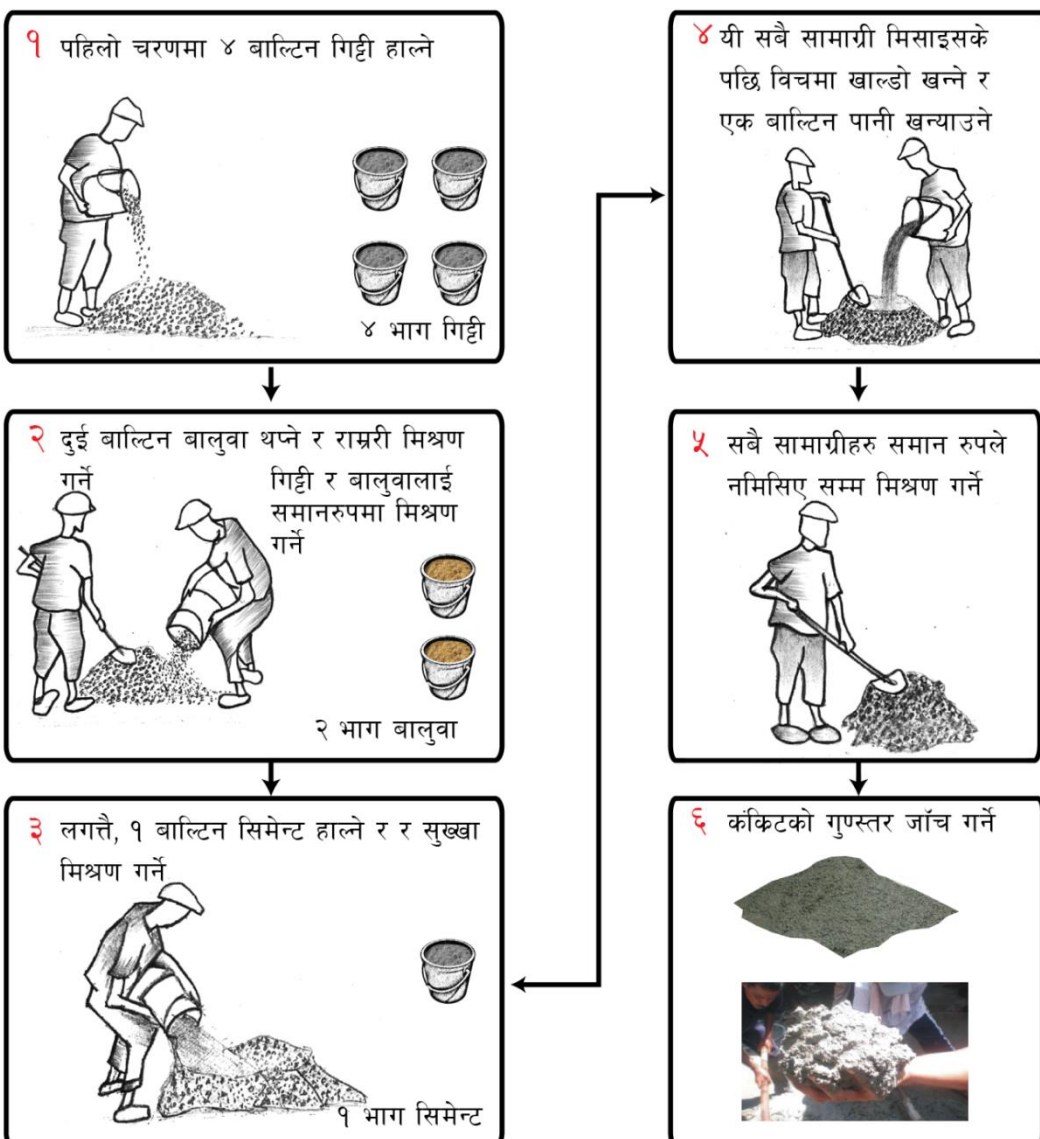 १ पहिलो चरणमा ४ बाल्टिन गिट्टी हाल्ने
४ भाग गिट्टी
२ दुई बाल्टिन बालुवा थप्ने र राम्ररी मिश्रण
गर्ने
गिट्टी र बालुवालाई
समानरुपमा मिश्रण
गर्ने
२ भाग बालुवा
३ लगत्तै, १ बाल्टिन सिमेन्ट हाल्ने र र सुख्खा
मिश्रण गर्ने
१ भाग सिमेन्ट
४ यी सबै सामाग्री मिसाइसके
पछि विचमा खाल्डो खन्ने र
एक बाल्टिन पानी खन्याउने
५ सबै सामाग्रीहरु समान रुपले
नमिसिए सम्म मिश्रण गर्ने
६ कंकिटको गुण्स्तर जाँच गर्ने